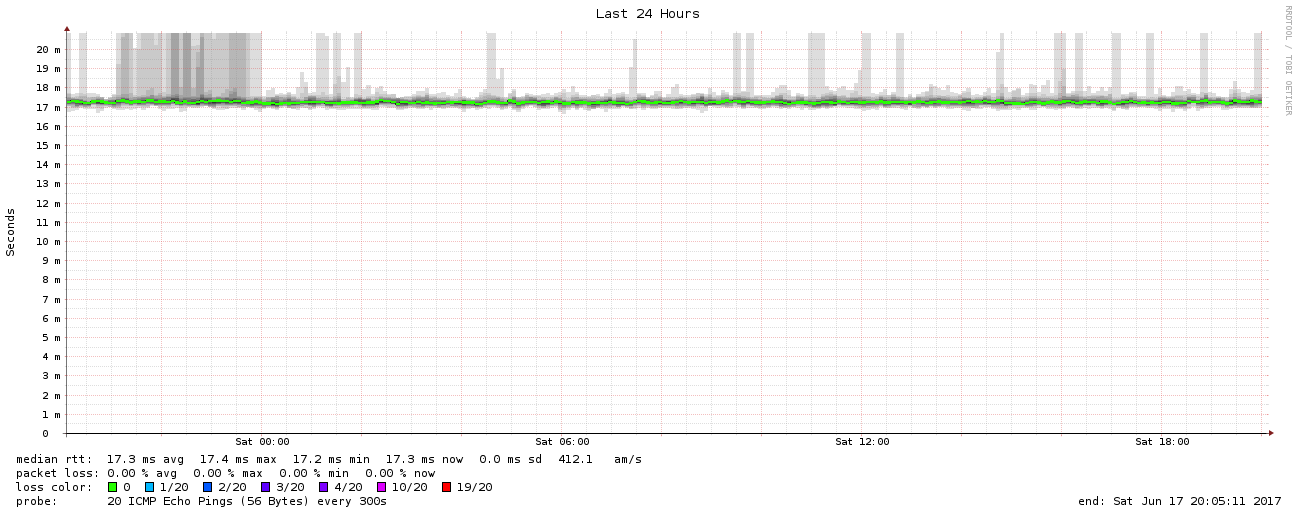 Last 24 Hours
RRDTOOL / TOBI OETIKER
20 m
19 m
18 m
17 m
16 m
15 m
14 m
13 m
12 m
11 m
10 m
9 m
8 m
7 m
6 m
5 m
4 m
3 m
2 m
1 m
0
Seconds
Sat 00:00 Sat 06:00 Sat 12:00 Sat 18:00
median rtt: 17.3 ms avg 17.4 ms max 17.2 ms min 17.3 ms now 0.0 ms sd 412.1 am/s
packet loss: 0.00 % avg 0.00 % max 0.00 % min 0.00 % now
loss color: 0 1/20 2/20 3/20 4/20 10/20 19/20
probe: 20 ICMP Echo Pings (56 Bytes) every 300s end: Sat Jun 17 20:05:11 2017